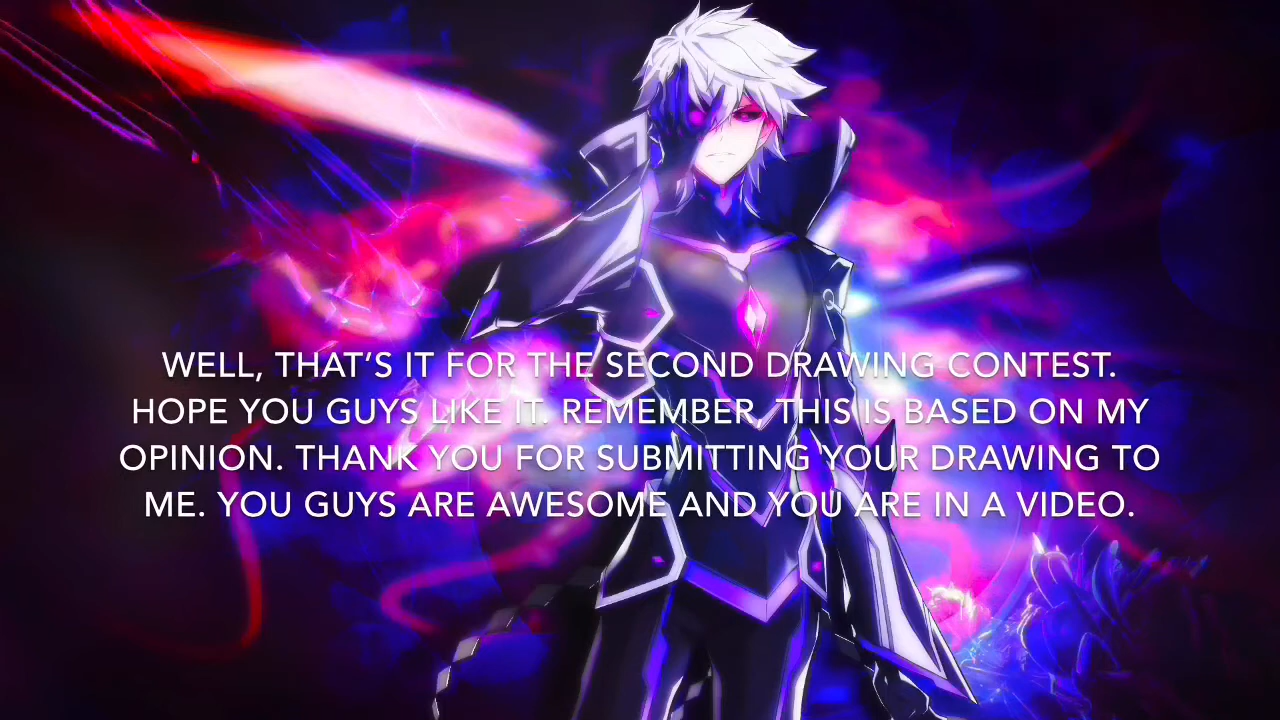 WELL, THAT’S IT FOR THE SECOND DRAWING CONTEST.
HOPE YOU GUYS LIKE IT. REMEMBER, THIS IS BASED ON MY
OPINION. THANK YOU FOR SUBMITTING YOUR DRAWING TO
ME. YOU GUYS ARE AWESOME AND YOU ARE IN A VIDEO.